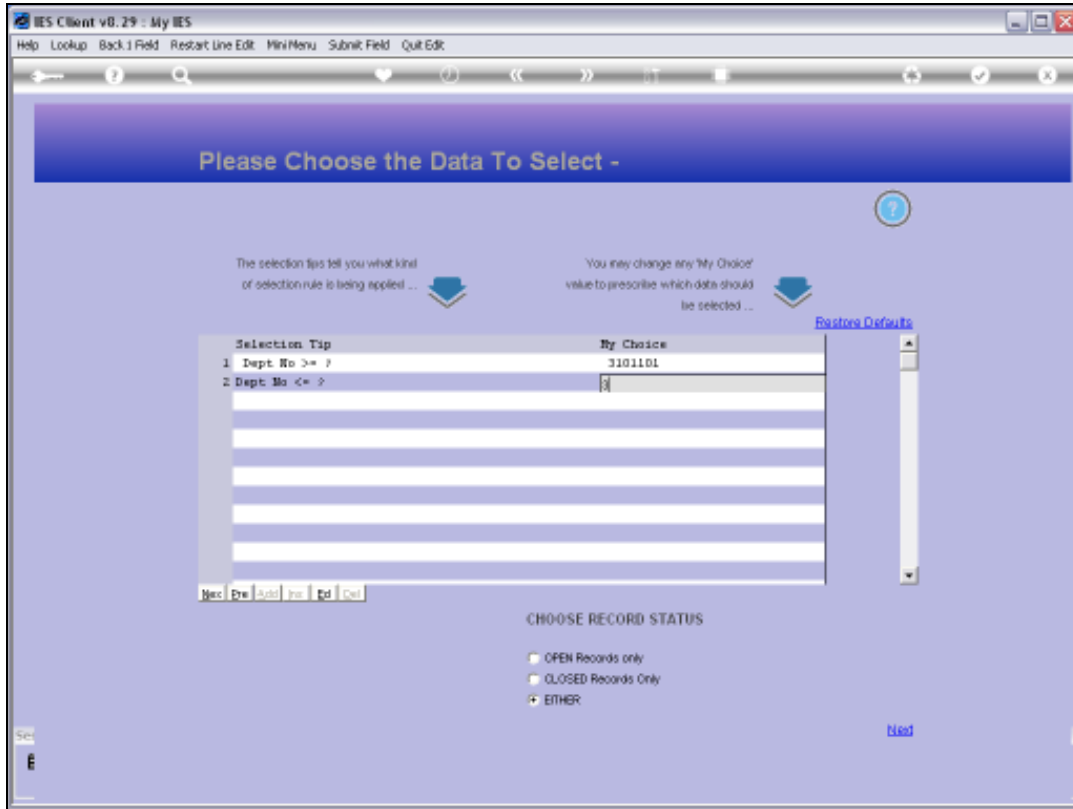 IES Client v8.29 : My IES
Help Lookup Back 1 Field Restart Line Edit MiniMenu Submit Field Quit Edit
Please Choose the Data To Select -
The selection tips tell you what kind
of selection rule is being applied ...
You may change any 'My Choice'
value to prescribe which data should
be selected ...
Restore Defaults
Selection Tip My Choice
1 Dept No >= ? 3101101
2 Dept No <= ?
Nex Pre Add Ins Ed Del
CHOOSE RECORD STATUS
OPEN Records only
CLOSED Records Only
EITHER
Next